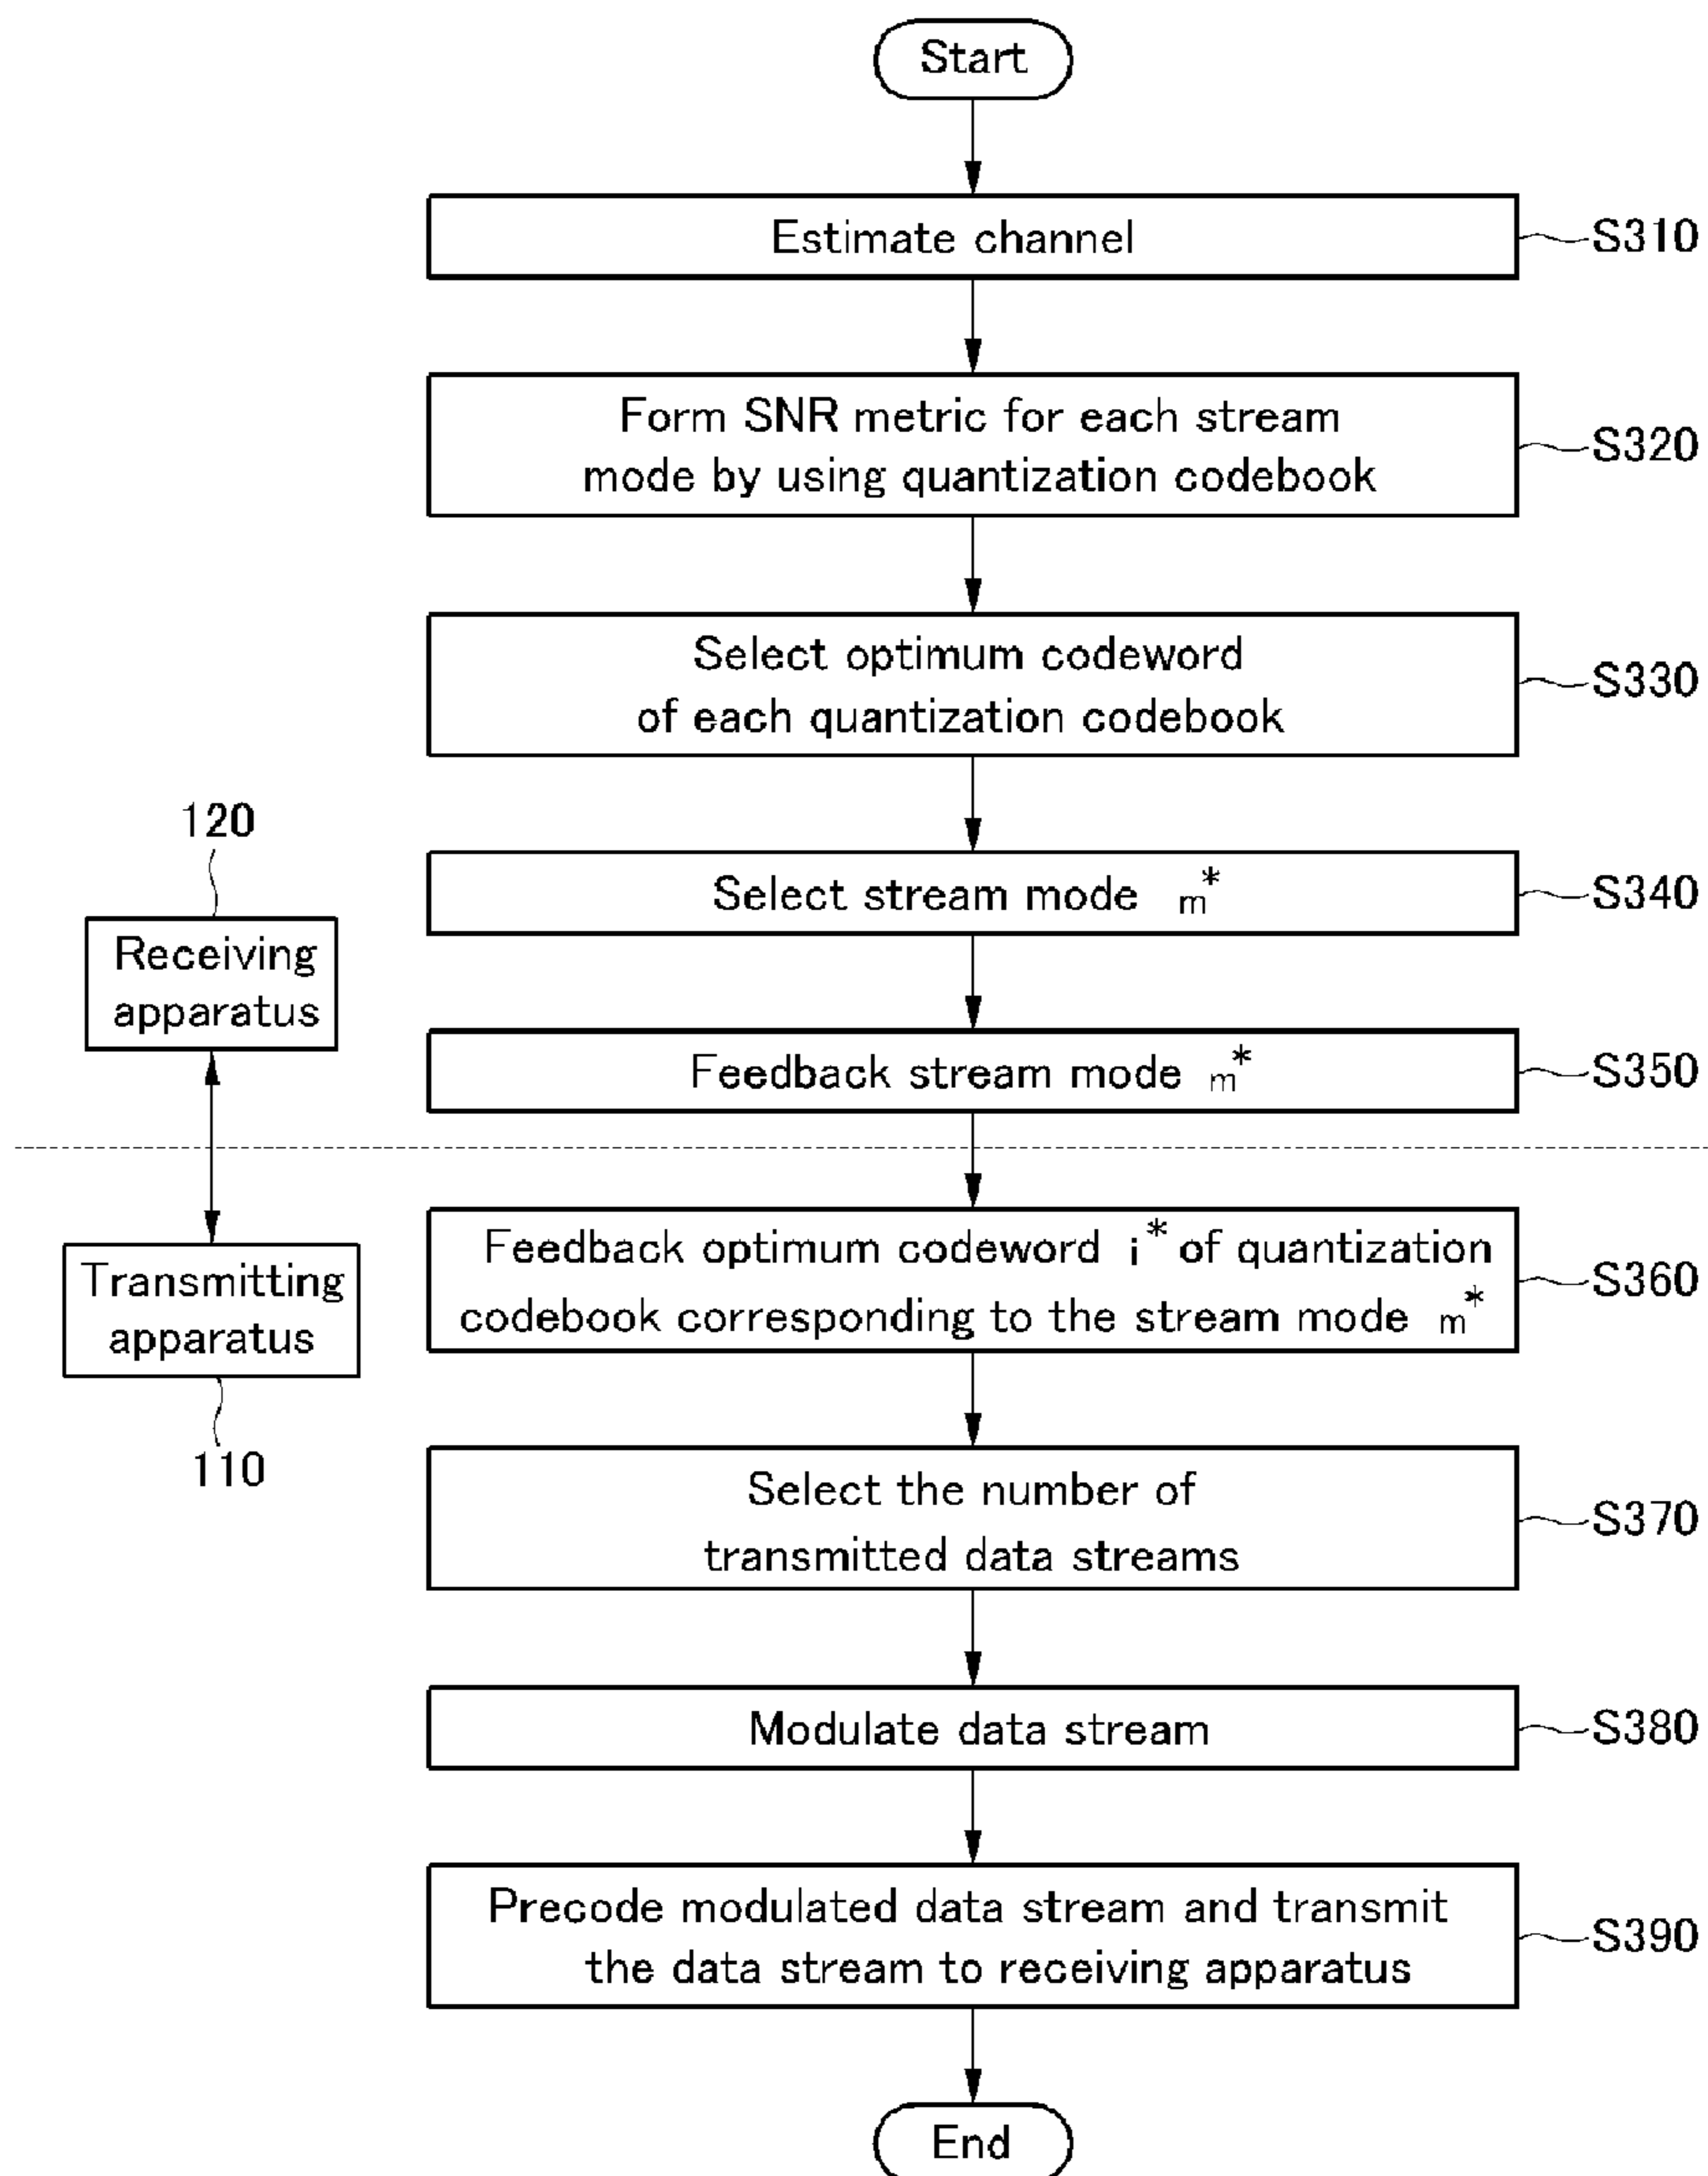 Start
Estimate channel
S310
Form SNR metric for each stream
mode by using quantization codebook
S320
Select optimum codeword
of each quantization codebook
S330
120
Receiving
apparatus
Select stream mode m*
S340
Feedback stream mode m*
S350
Transmitting
apparatus
110
Feedback optimum codeword i* of quantization
codebook corresponding to the stream mode m*
S360
Select the number of
transmitted data streams
S370
Modulate data stream
S380
Precode modulated data stream and transmit
the data stream to receiving apparatus
S390
End